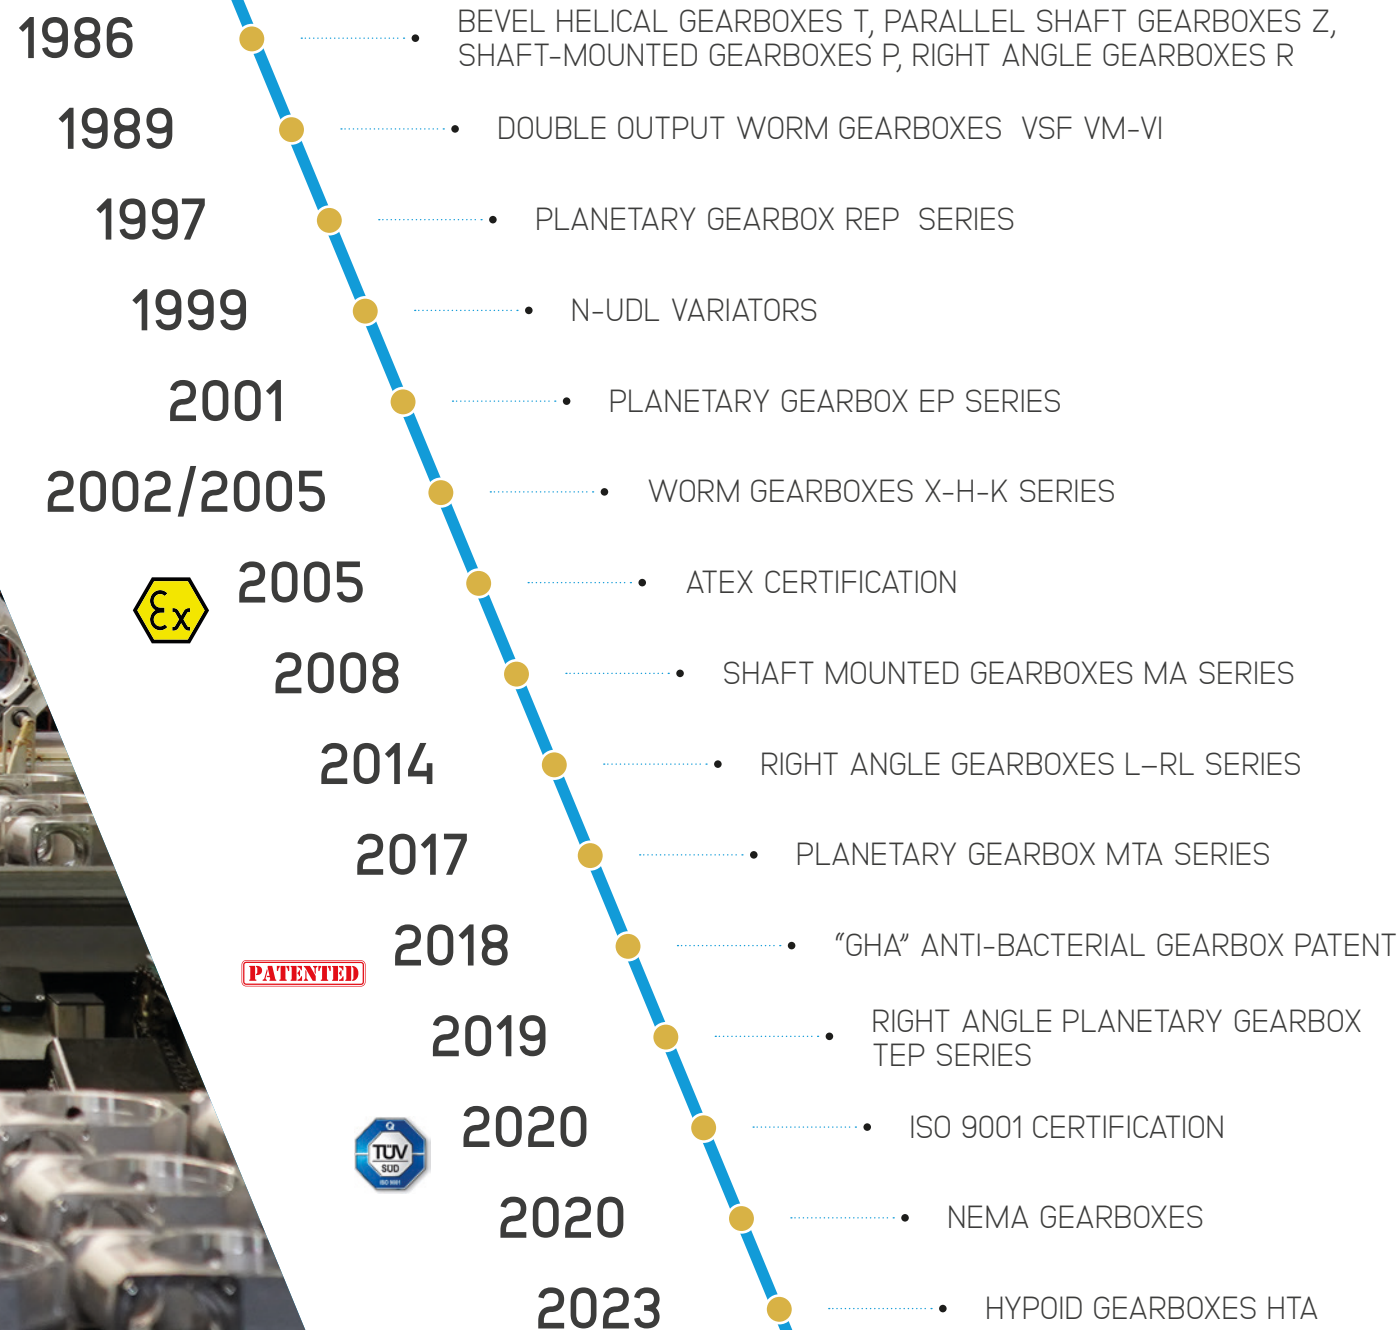 1986
BEVEL HELICAL GEARBOXES T, PARALLEL SHAFT GEARBOXES Z,
SHAFT-MOUNTED GEARBOXES P, RIGHT ANGLE GEARBOXES R
1989
DOUBLE OUTPUT WORM GEARBOXES VSF VM-VI
1997
PLANETARY GEARBOX REP SERIES
1999
N-UDL VARIATORS
2001
PLANETARY GEARBOX EP SERIES
2002/2005
WORM GEARBOXES X-H-K SERIES
2005
Ex
ATEX CERTIFICATION
2008
SHAFT MOUNTED GEARBOXES MA SERIES
2014
RIGHT ANGLE GEARBOXES L–RL SERIES
2017
PLANETARY GEARBOX MTA SERIES
2018
PATENTED
“GHA” ANTI-BACTERIAL GEARBOX PATENT
2019
RIGHT ANGLE PLANETARY GEARBOX
TEP SERIES
2020
TÜV
SÜD
ISO 9001
ISO 9001 CERTIFICATION
2020
NEMA GEARBOXES
2023
HYPOID GEARBOXES HTA